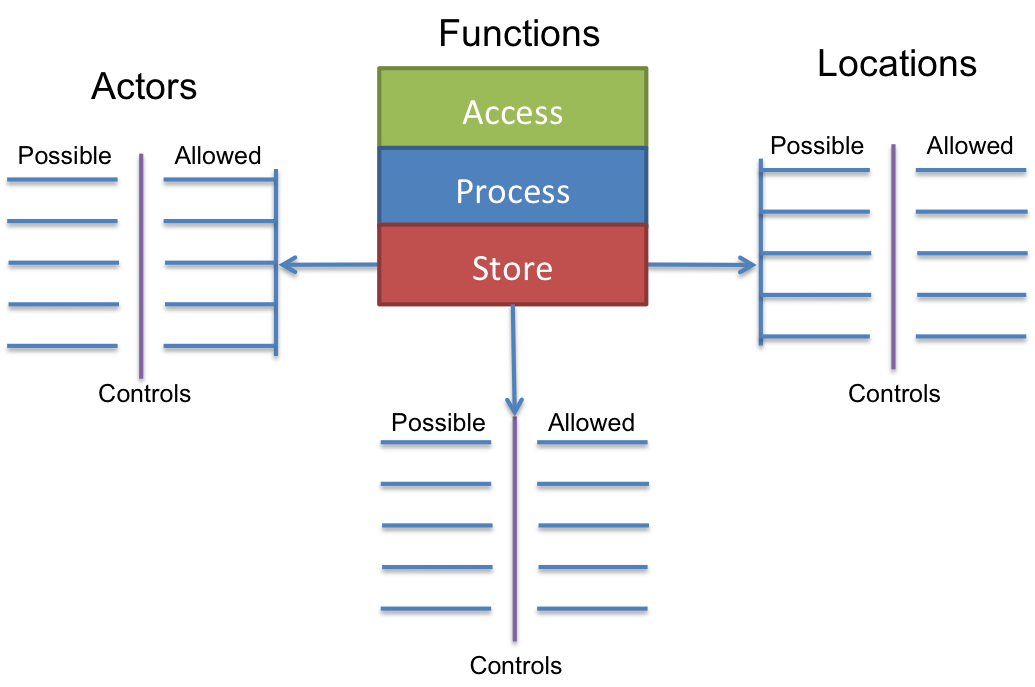 Functions
Actors
Locations
Access
Process
Store
Possible
Allowed
Controls
Possible
Allowed
Controls
Possible
Allowed
Controls